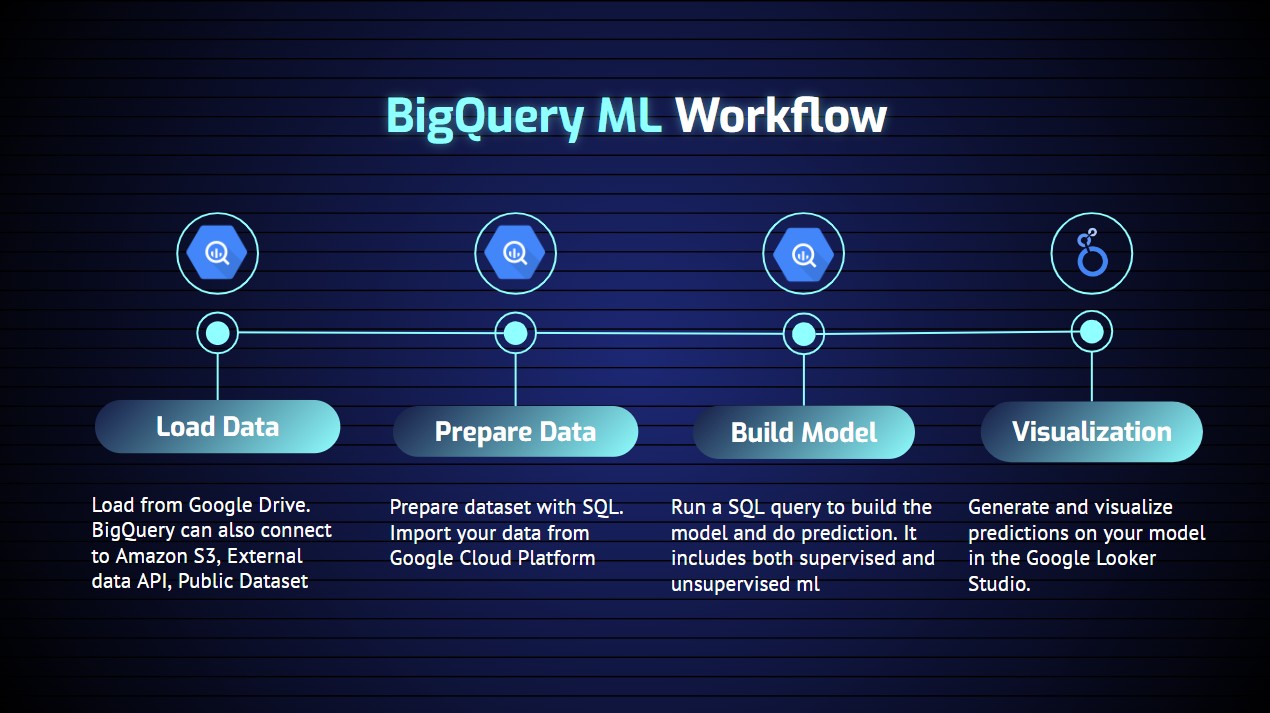 BigQuery ML Workflow
Load Data
Load from Google Drive.
BigQuery can also connect
to Amazon S3, External
data API, Public Dataset
Prepare Data
Prepare dataset with SQL.
Import your data from
Google Cloud Platform
Build Model
Run a SQL query to build the
model and do prediction. It
includes both supervised and
unsupervised ml
Visualization
Generate and visualize
predictions on your model
in the Google Looker
Studio.